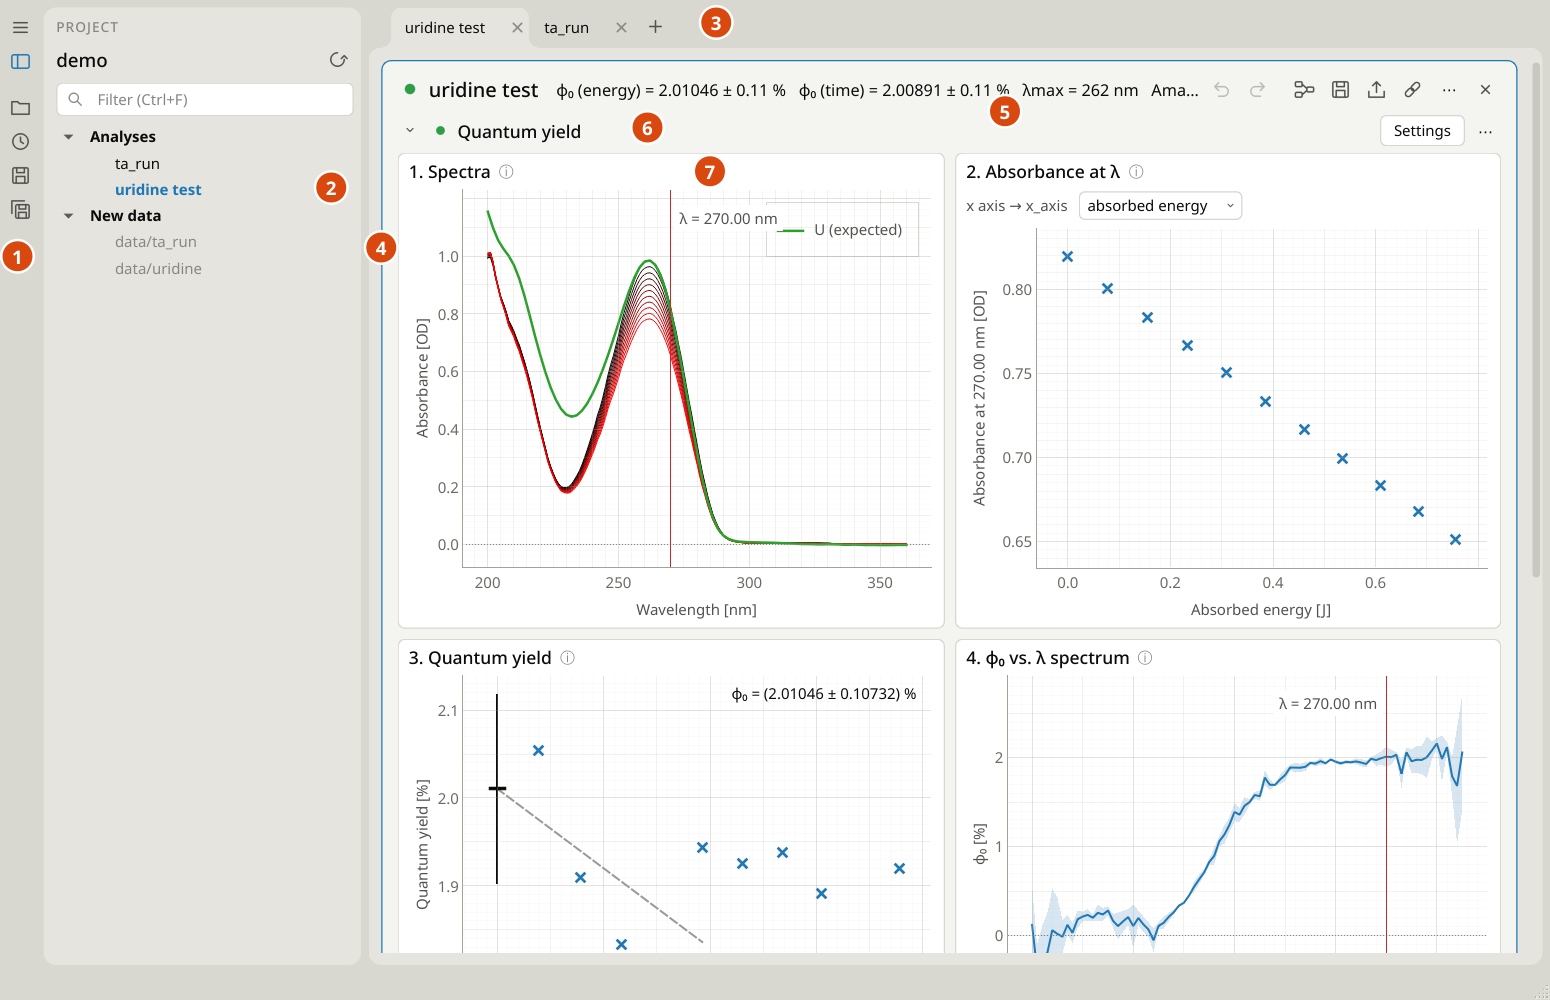 PROJECT
demo
Filter (Ctrl+F)
Analyses
ta_run
uridine test
New data
data/ta_run
data/uridine
1
2
uridine test
ta_run
3
4
uridine test ϕ₀ (energy) = 2.01046 ± 0.11 % ϕ₀ (time) = 2.00891 ± 0.11 % λmax = 262 nm Ama...
5
Quantum yield
6
Settings
1. Spectra
7
λ = 270.00 nm
U (expected)
Absorbance [OD]
1.0
0.8
0.6
0.4
0.2
0.0
200 250 300 350
Wavelength [nm]
2. Absorbance at λ
x axis → x_axis absorbed energy
Absorbance at 270.00 nm [OD]
0.80
0.75
0.70
0.65
0.0 0.2 0.4 0.6
Absorbed energy [J]
3. Quantum yield
ϕ₀ = (2.01046 ± 0.10732) %
Quantum yield [%]
2.1
2.0
1.9
4. ϕ₀ vs. λ spectrum
λ = 270.00 nm
ϕ₀ [%]
2
1
0